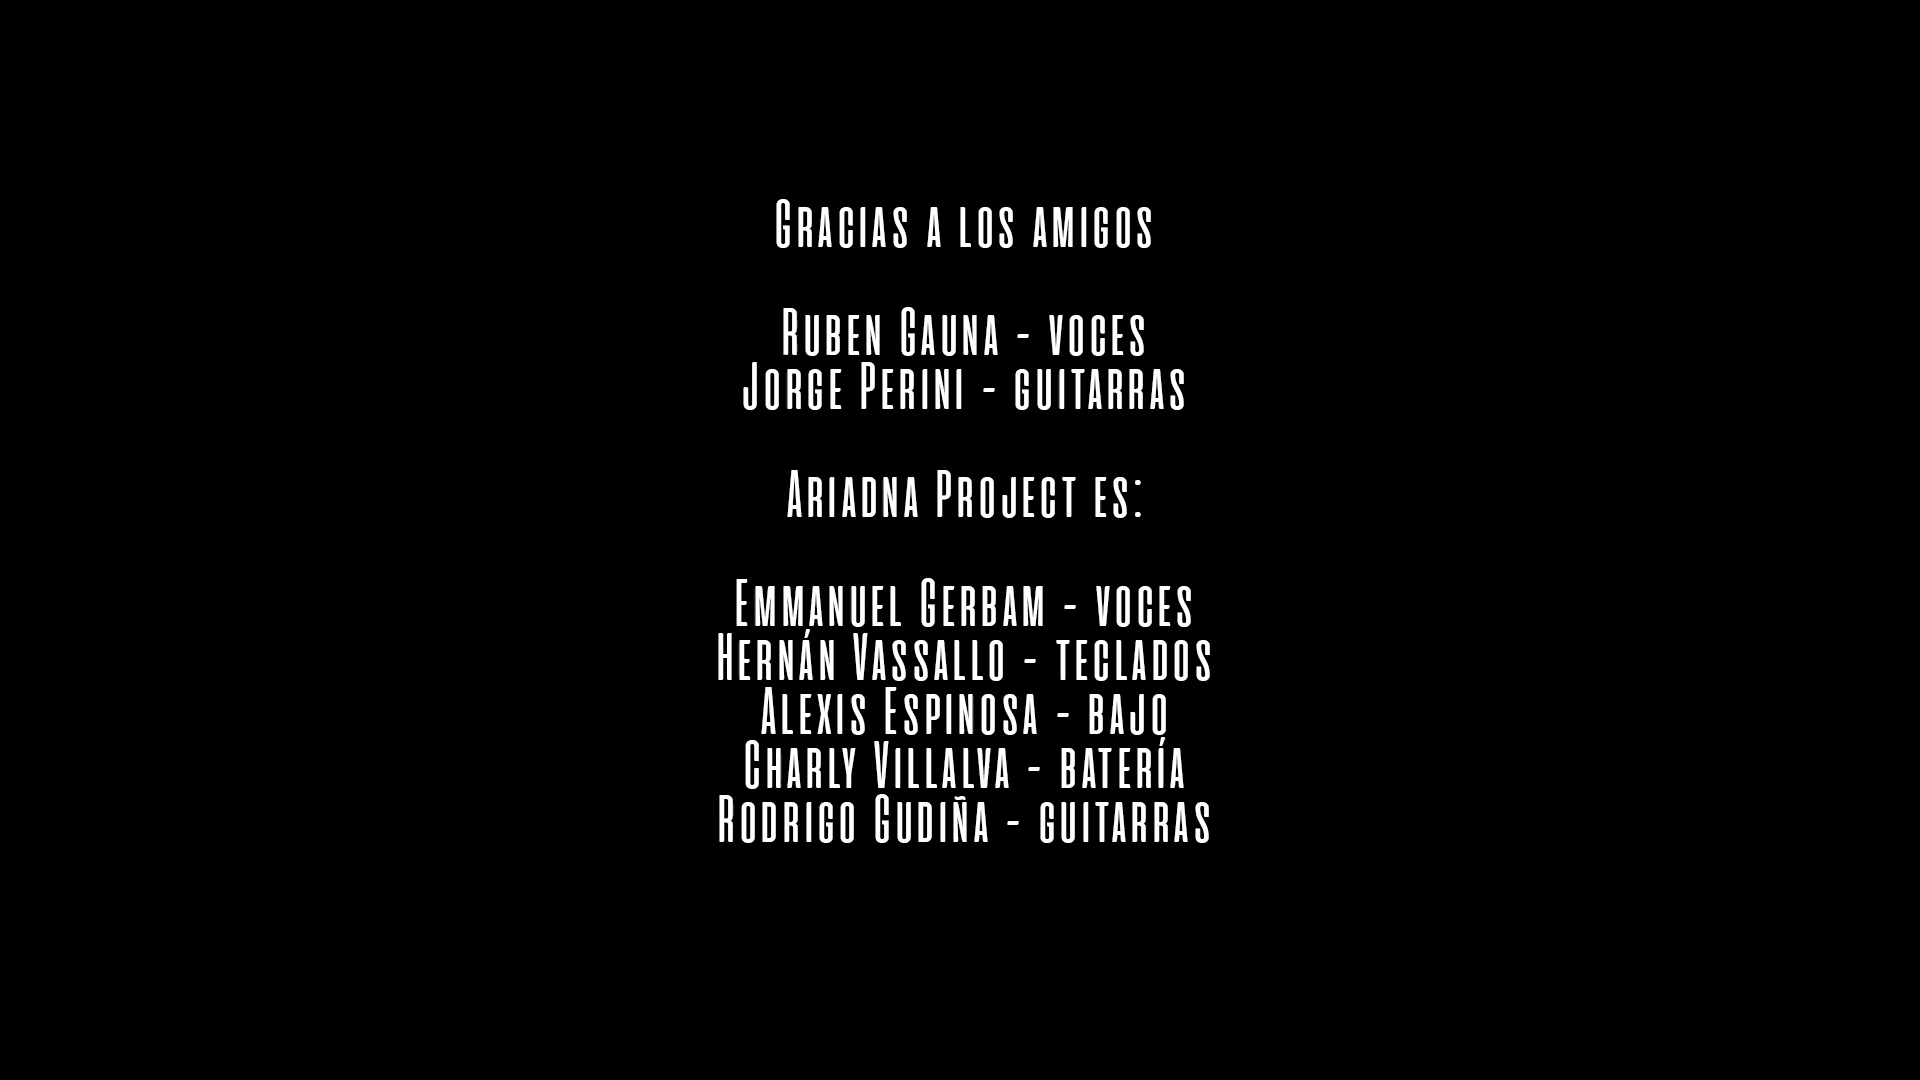 Gracias a los amigos
Ruben Gauna - voces
Jorge Perini - guitarras
Ariadna Project es:
Emmanuel Gerbam - voces
Hernán Vassallo - teclados
Alexis Espinosa - bajo
Charly Villalva - batería
Rodrigo Gudiña - guitarras